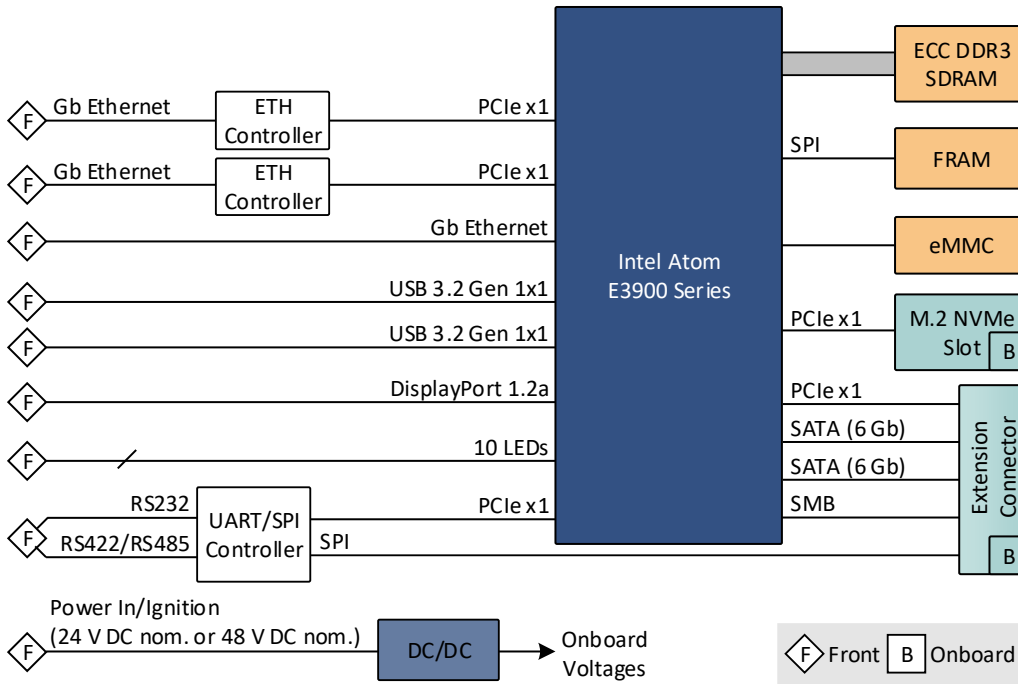 ECC DDR3
SDRAM
F
Gb Ethernet
ETH
Controller
PCIe x1
SPI
FRAM
F
Gb Ethernet
ETH
Controller
PCIe x1
F
Gb Ethernet
eMMC
Intel Atom
E3900 Series
F
USB 3.2 Gen 1x1
PCIe x1
M.2 NVMe
Slot
B
F
USB 3.2 Gen 1x1
F
DisplayPort 1.2a
PCIe x1
SATA (6 Gb)
SATA (6 Gb)
SMB
Extension
Connector
B
F
10 LEDs
F
RS232
RS422/RS485
UART/SPI
Controller
PCIe x1
SPI
F
Power In/Ignition
(24 V DC nom. or 48 V DC nom.)
DC/DC
Onboard
Voltages
F Front B Onboard